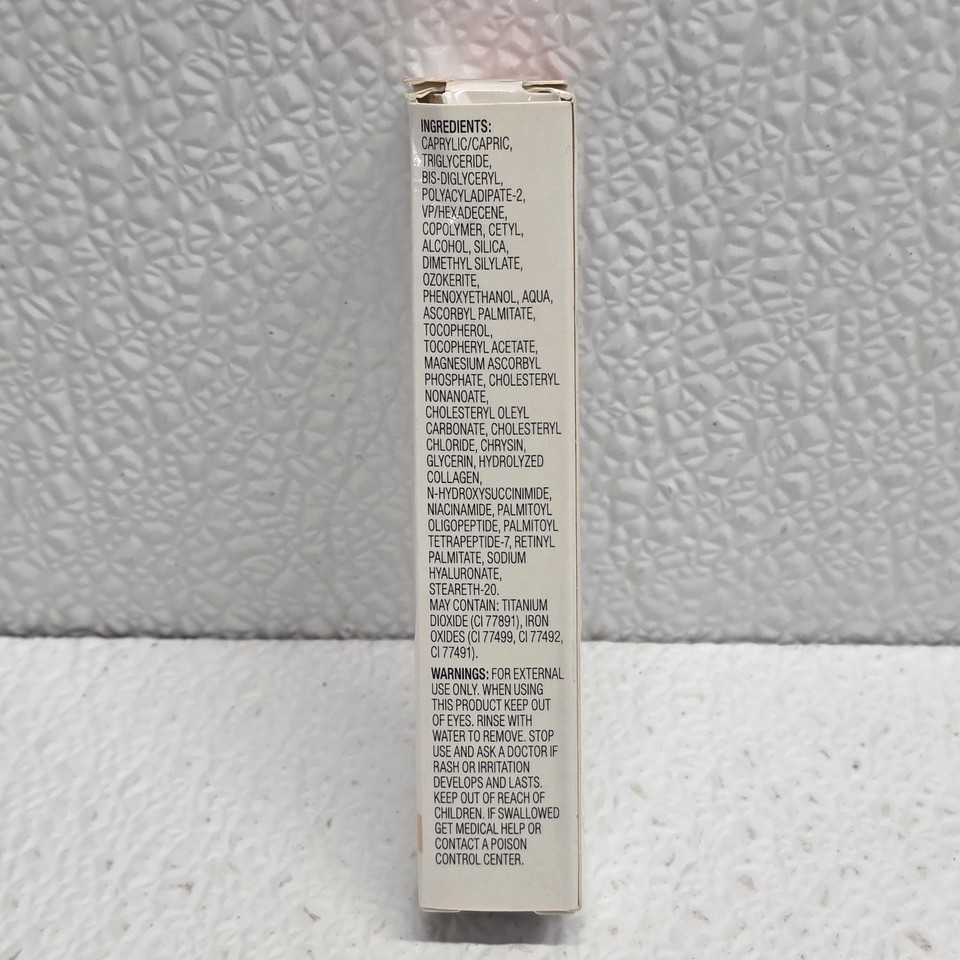 INGREDIENTS:
CAPRYLIC/CAPRIC,
TRIGLYCERIDE,
BIS-DIGLYCERYL,
POLYACYLADIPATE-2,
VP/HEXADECENE,
COPOLYMER, CETYL,
ALCOHOL, SILICA,
DIMETHYL SILYLATE,
OZOKERITE,
PHENOXYETHANOL, AQUA,
ASCORBYL PALMITATE,
TOCOPHEROL,
TOCOPHERYL ACETATE,
MAGNESIUM ASCORBYL
PHOSPHATE, CHOLESTERYL
NONANOATE,
CHOLESTERYL OLEYL
CARBONATE, CHOLESTERYL
CHLORIDE, CHRYSIN,
GLYCERIN, HYDROLYZED
COLLAGEN,
N-HYDROXYSUCCINIMIDE,
NIACINAMIDE, PALMITOYL
OLIGOPEPTIDE, PALMITOYL
TETRAPEPTIDE-7, RETINYL
PALMITATE, SODIUM
HYALURONATE,
STEARETH-20.
MAY CONTAIN: TITANIUM
DIOXIDE (CI 77891), IRON
OXIDES (CI 77499, CI 77492,
CI 77491).
WARNINGS: FOR EXTERNAL
USE ONLY. WHEN USING
THIS PRODUCT KEEP OUT
OF EYES. RINSE WITH
WATER TO REMOVE. STOP
USE AND ASK A DOCTOR IF
RASH OR IRRITATION
DEVELOPS AND LASTS.
KEEP OUT OF REACH OF
CHILDREN. IF SWALLOWED
GET MEDICAL HELP OR
CONTACT A POISON
CONTROL CENTER.